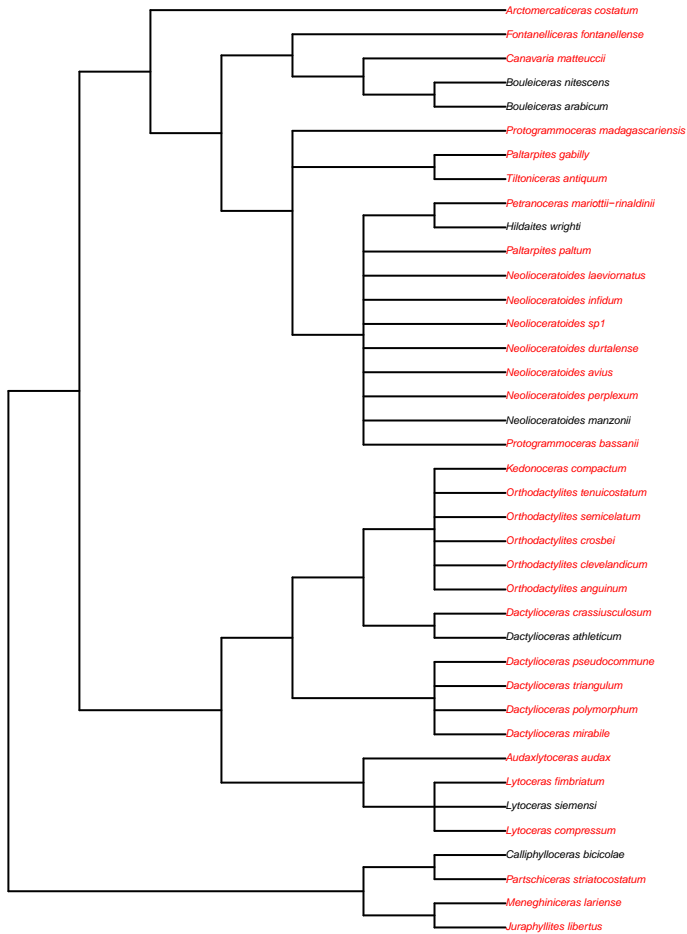 Arctomercaticeras costatum
Fontanelliceras fontanellense
Canavaria matteuccii
Bouleiceras nitescens
Bouleiceras arabicum
Protogrammoceras madagascariensis
Paltarpites gabilly
Tiltoniceras antiquum
Petranoceras mariottii−rinaldinii
Hildaites wrighti
Paltarpites paltum
Neolioceratoides laeviornatus
Neolioceratoides infidum
Neolioceratoides sp1
Neolioceratoides durtalense
Neolioceratoides avius
Neolioceratoides perplexum
Neolioceratoides manzonii
Protogrammoceras bassanii
Kedonoceras compactum
Orthodactylites tenuicostatum
Orthodactylites semicelatum
Orthodactylites crosbei
Orthodactylites clevelandicum
Orthodactylites anguinum
Dactylioceras crassiusculosum
Dactylioceras athleticum
Dactylioceras pseudocommune
Dactylioceras triangulum
Dactylioceras polymorphum
Dactylioceras mirabile
Audaxlytoceras audax
Lytoceras fimbriatum
Lytoceras siemensi
Lytoceras compressum
Calliphylloceras bicicolae
Partschiceras striatocostatum
Meneghiniceras lariense
Juraphyllites libertus